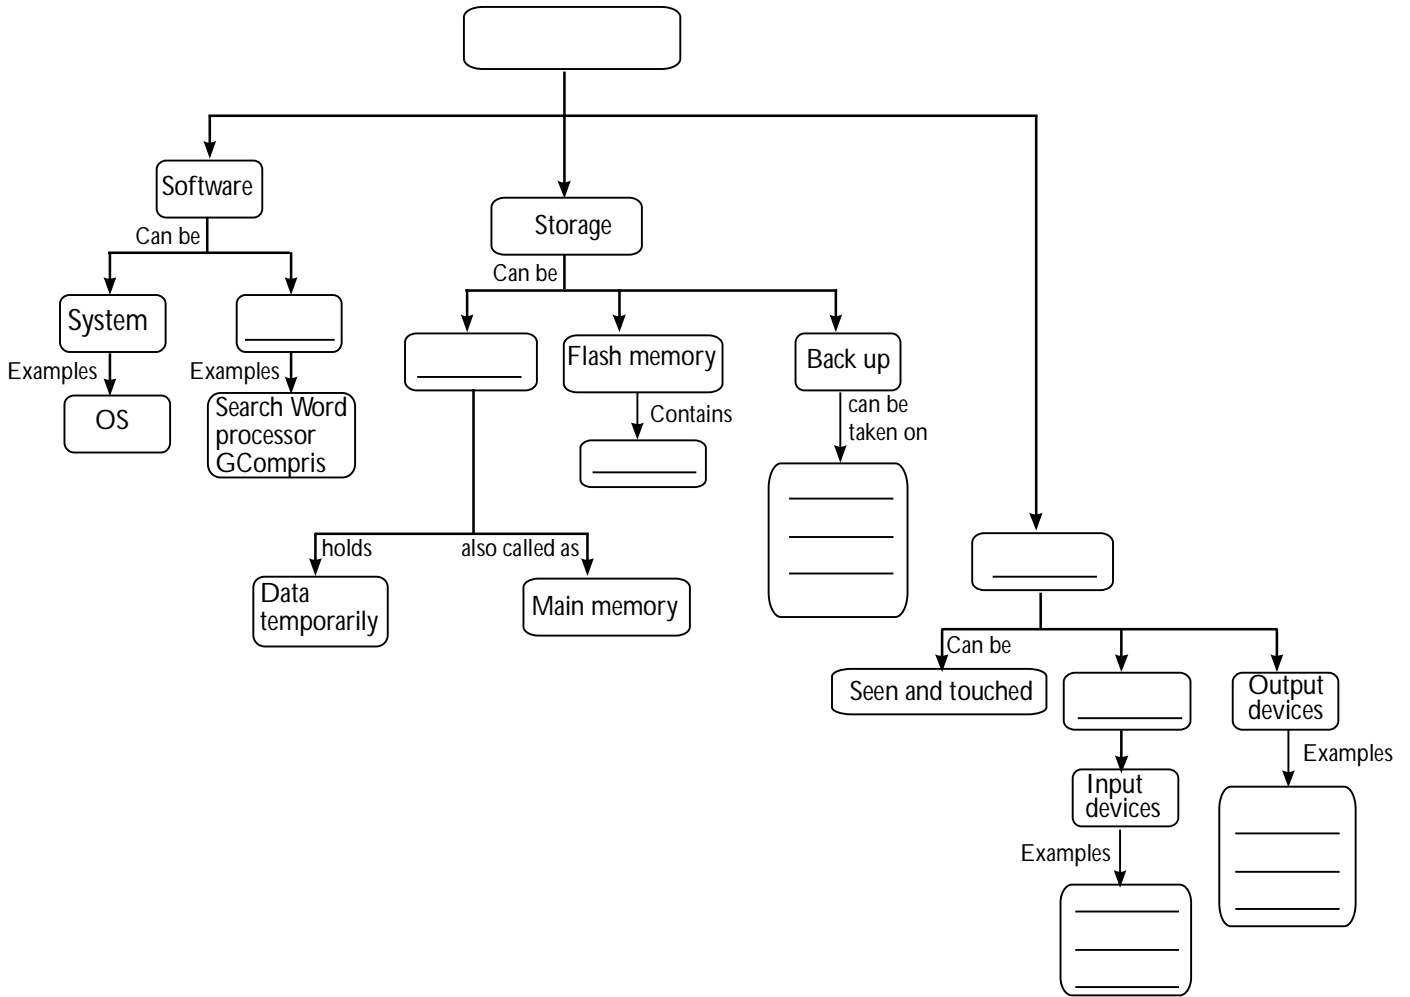 Software
Can be
System
Examples
Examples
OS
Search Word
processor
GCompris
Storage
Can be
Flash memory
Back up
Contains
can be
taken on
holds
also called as
Data
temporarily
Main memory
Can be
Seen and touched
Output
devices
Examples
Input
devices
Examples